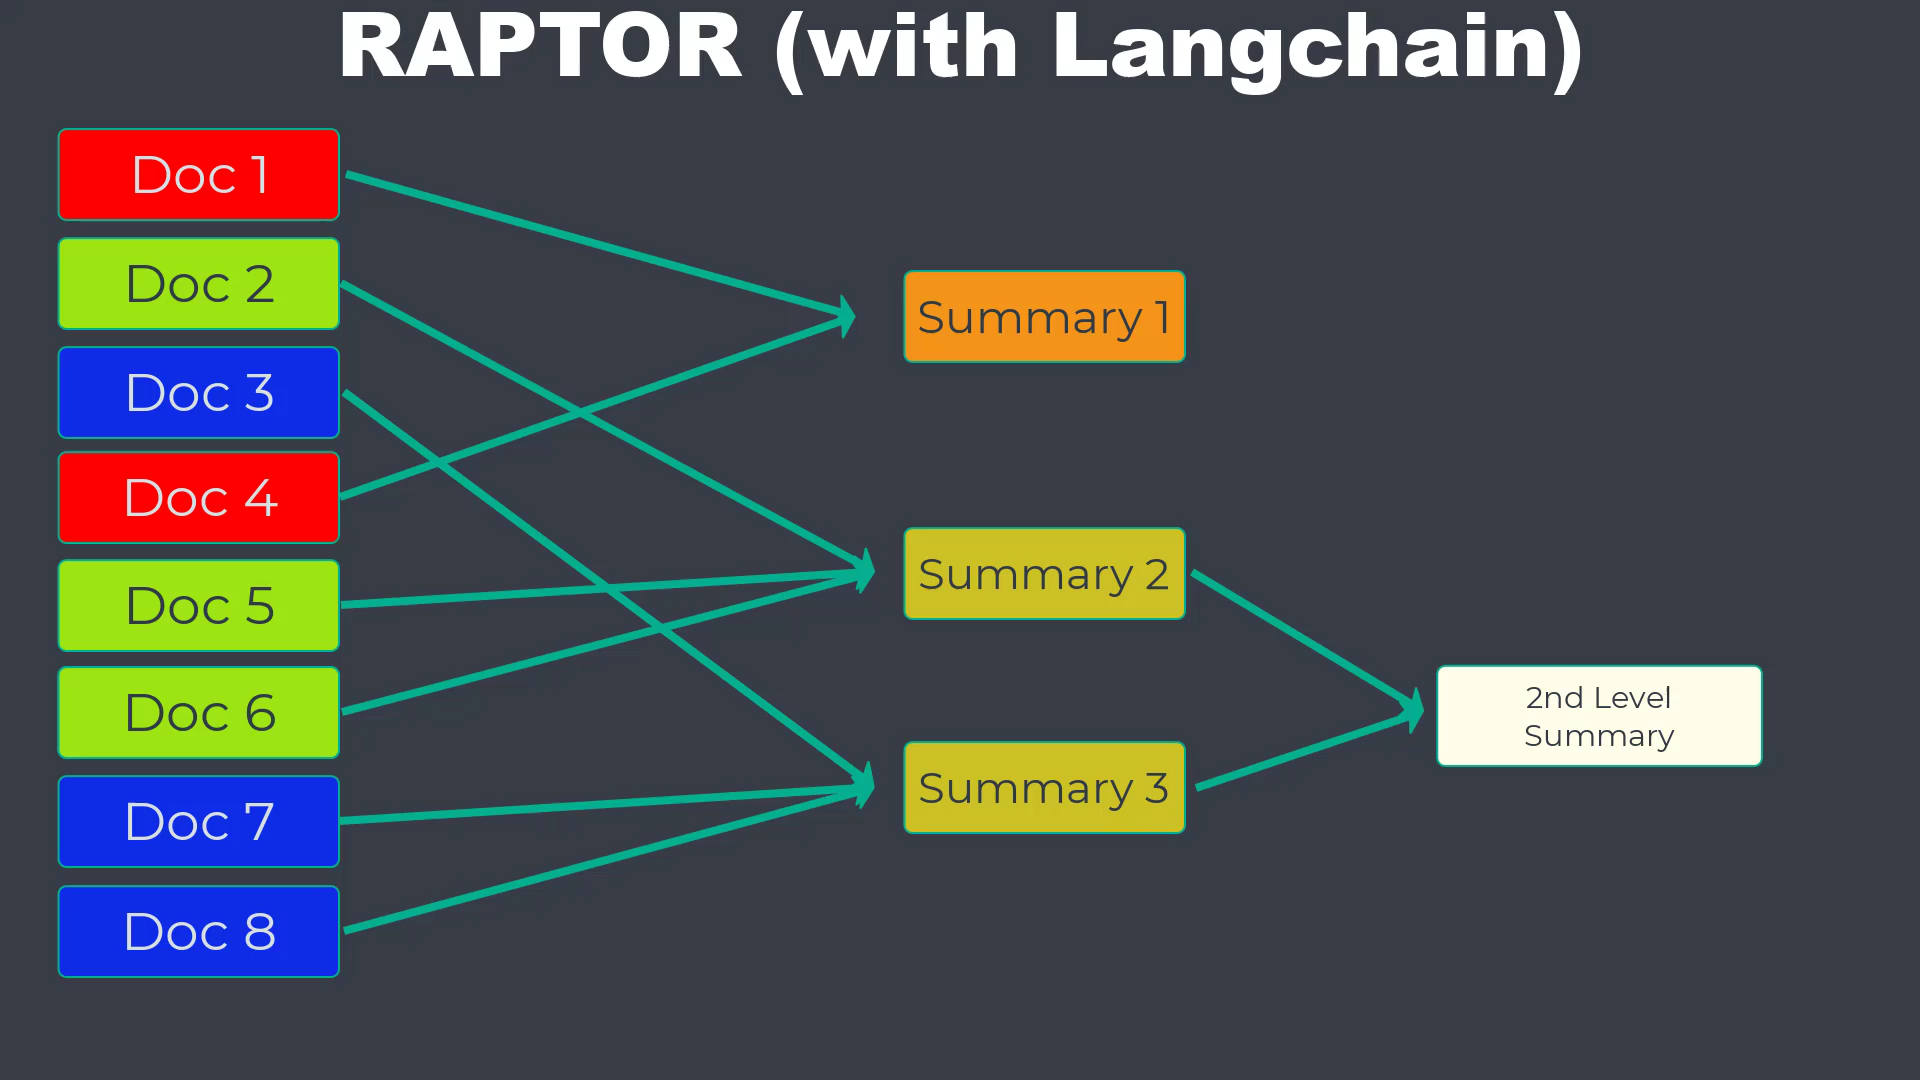 RAPTOR (with Langchain)
Doc 1
Doc 2
Doc 3
Doc 4
Doc 5
Doc 6
Doc 7
Doc 8
Summary 1
Summary 2
Summary 3
2nd Level
Summary